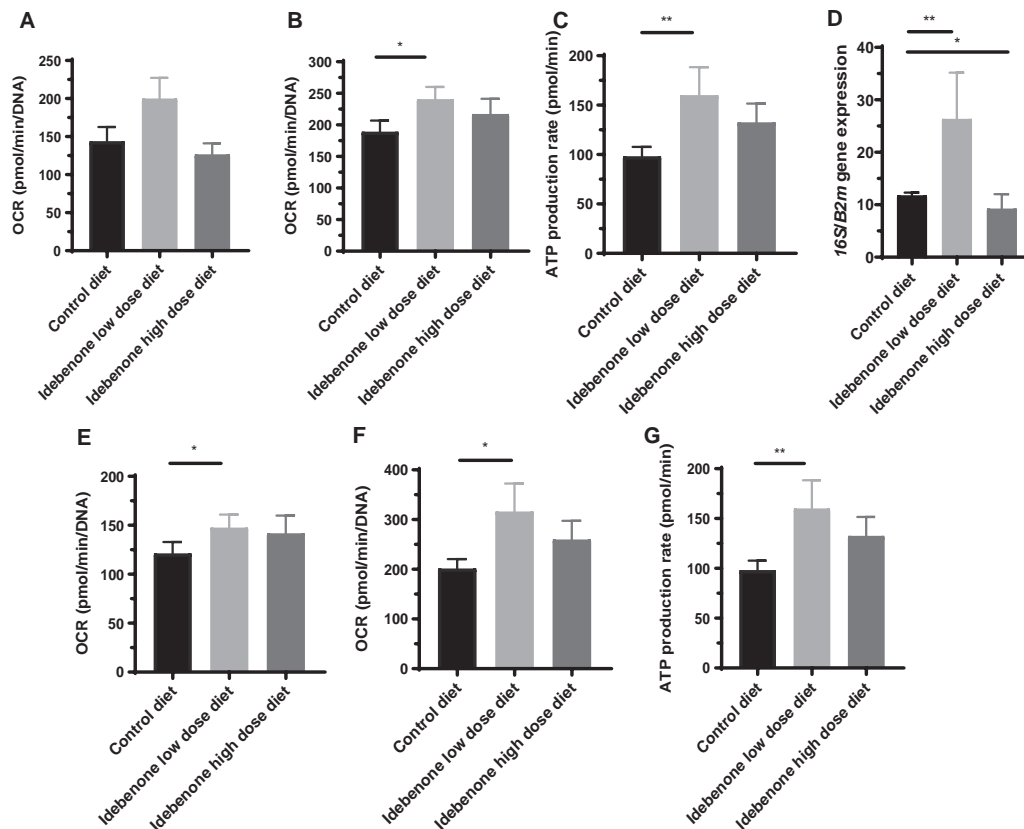 A
OCR (pmol/min/DNA)
250
200
150
100
50
0
Control diet
Idebenone low dose diet
Idebenone high dose diet
B
*
OCR (pmol/min/DNA)
300
250
200
150
100
50
0
Control diet
Idebenone low dose diet
Idebenone high dose diet
C
**
ATP production rate (pmol/min)
200
150
100
50
0
Control diet
Idebenone low dose diet
Idebenone high dose diet
D
**
*
16S/B2m gene expression
40
30
20
10
0
Control diet
Idebenone low dose diet
Idebenone high dose diet
E
*
OCR (pmol/min/DNA)
200
150
100
50
0
Control diet
Idebenone low dose diet
Idebenone high dose diet
F
*
OCR (pmol/min/DNA)
400
300
200
100
0
Control diet
Idebenone low dose diet
Idebenone high dose diet
G
**
ATP production rate (pmol/min)
200
150
100
50
0
Control diet
Idebenone low dose diet
Idebenone high dose diet